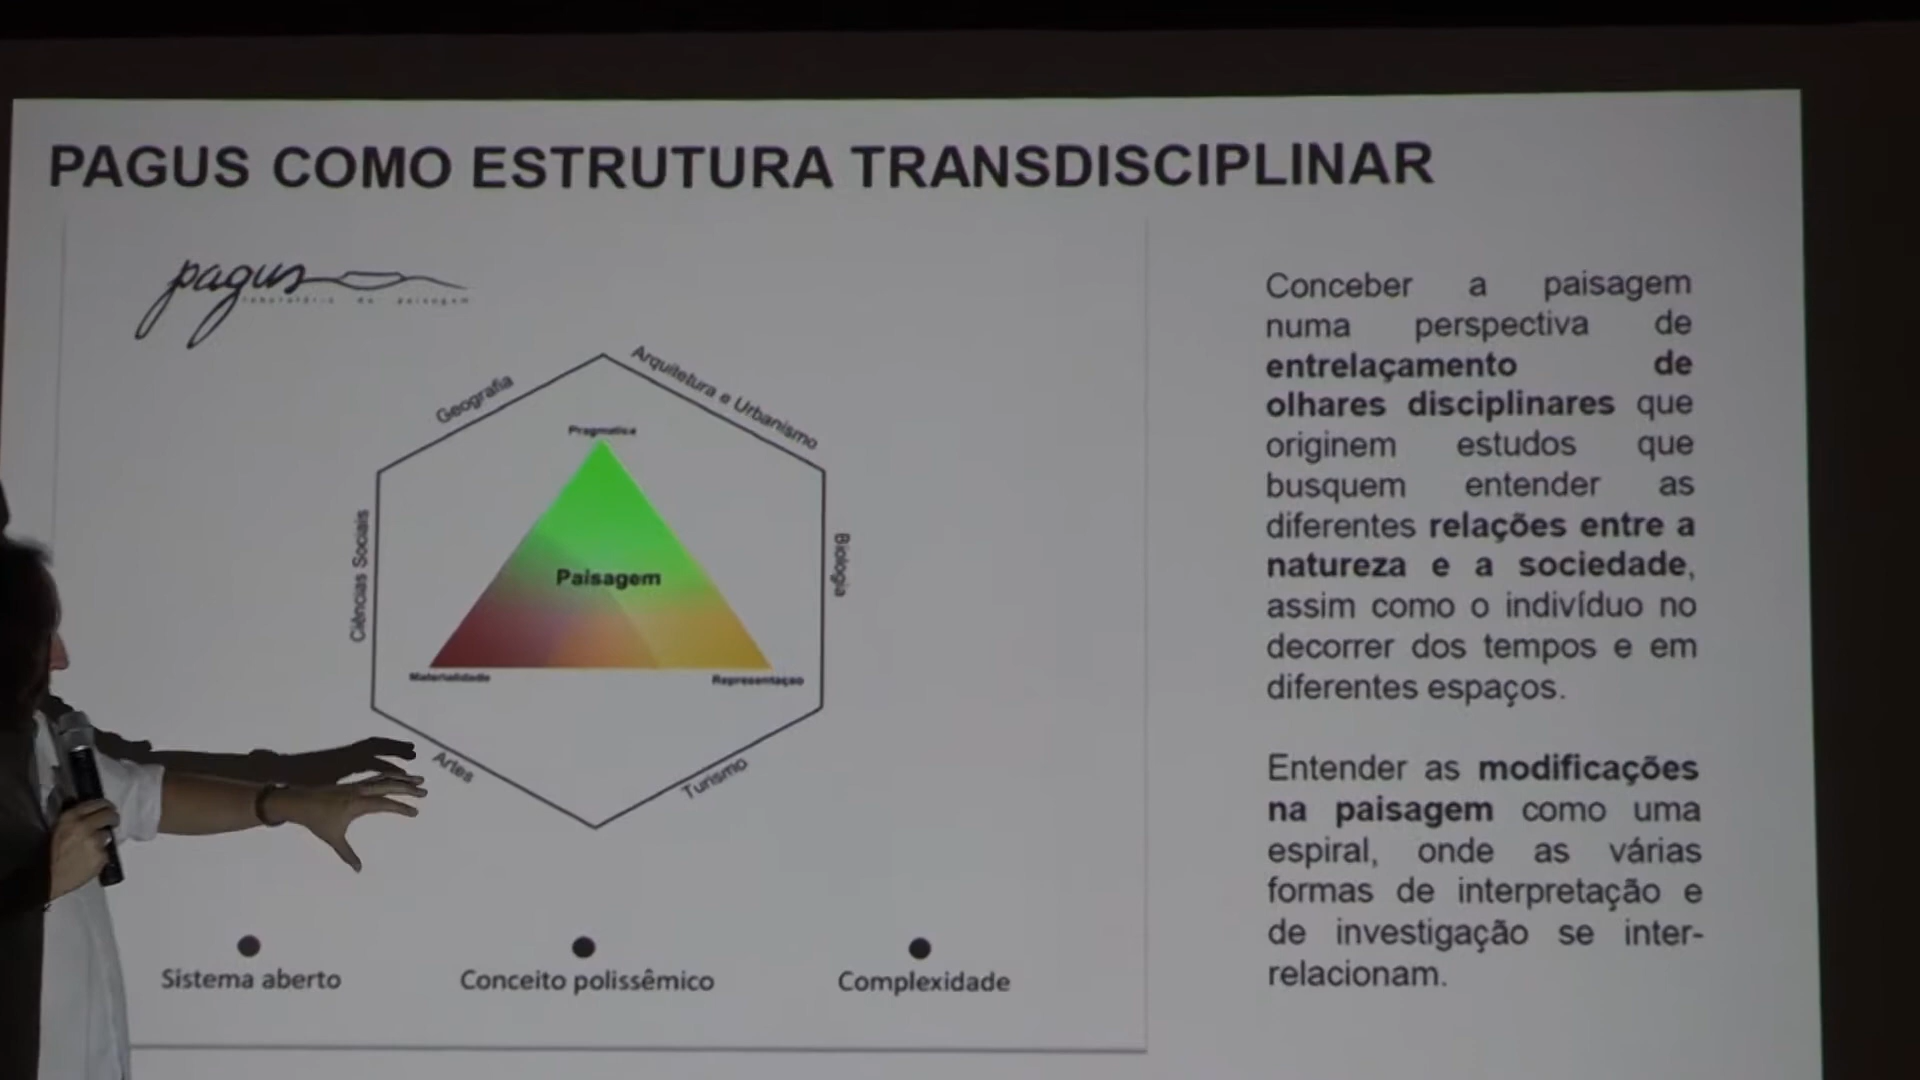 PAGUS COMO ESTRUTURA TRANSDISCIPLINAR
pagus
laboratório da paisagem
Geografia
Arquitetura e Urbanismo
Pragmática
Ciências Sociais
Paisagem
Biologia
Materialidade
Representação
Artes
Turismo
Sistema aberto
Conceito polissêmico
Complexidade
Conceber a paisagem
numa perspectiva de
entrelaçamento de
olhares disciplinares que
originem estudos que
busquem entender as
diferentes relações entre a
natureza e a sociedade,
assim como o indivíduo no
decorrer dos tempos e em
diferentes espaços.
Entender as modificações
na paisagem como uma
espiral, onde as várias
formas de interpretação e
de investigação se inter-
relacionam.